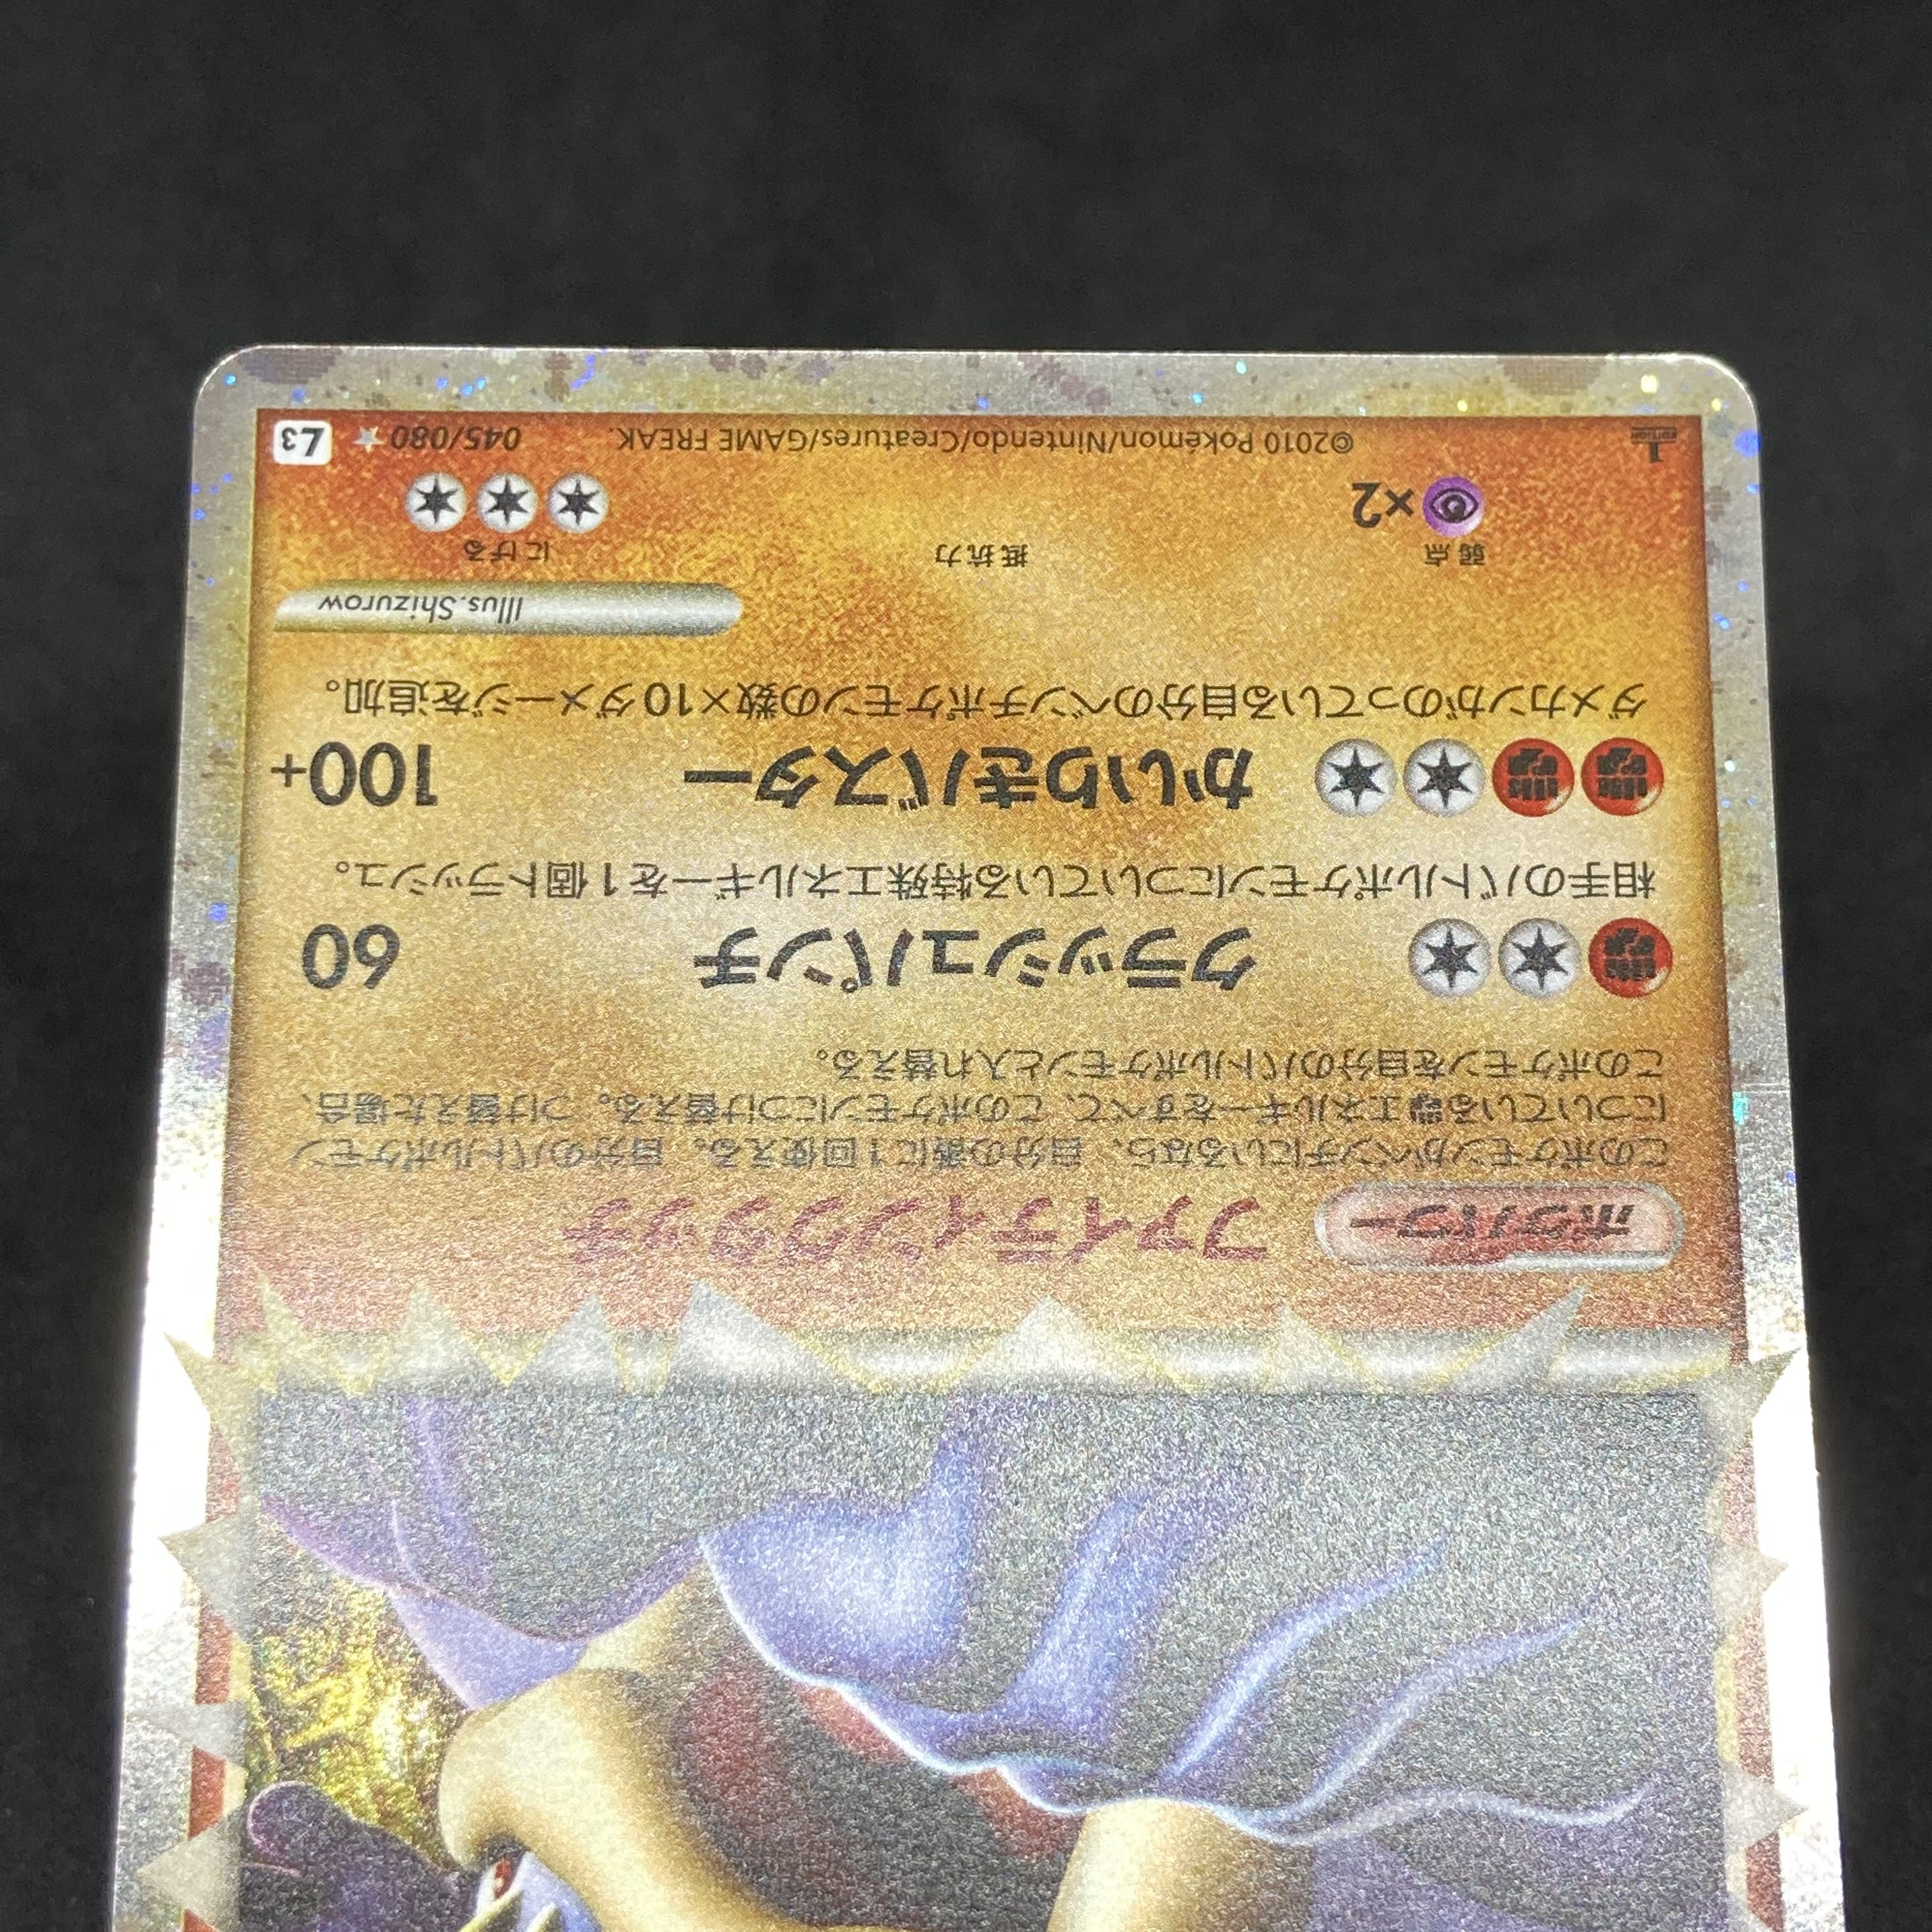 ポケパワー ファイティングタッチ
このポケモンがベンチにいるなら、自分の番に1回使える。自分のバトルポケモン
についているエネルギーをすべて、このポケモンにつけ替える。つけ替えた場合、
このポケモンを自分のバトルポケモンと入れ替える。
クラッシュパンチ 60
相手のバトルポケモンについている特殊エネルギーを1個トラッシュ。
かいりきバスター 100+
ダメカンがのっている自分のベンチポケモンの数×10ダメージを追加。
Illus.Shizurow
弱点 抵抗力 にげる
×2
1 EDITION ©2010 Pokémon/Nintendo/Creatures/GAME FREAK. 045/080 ★ L3